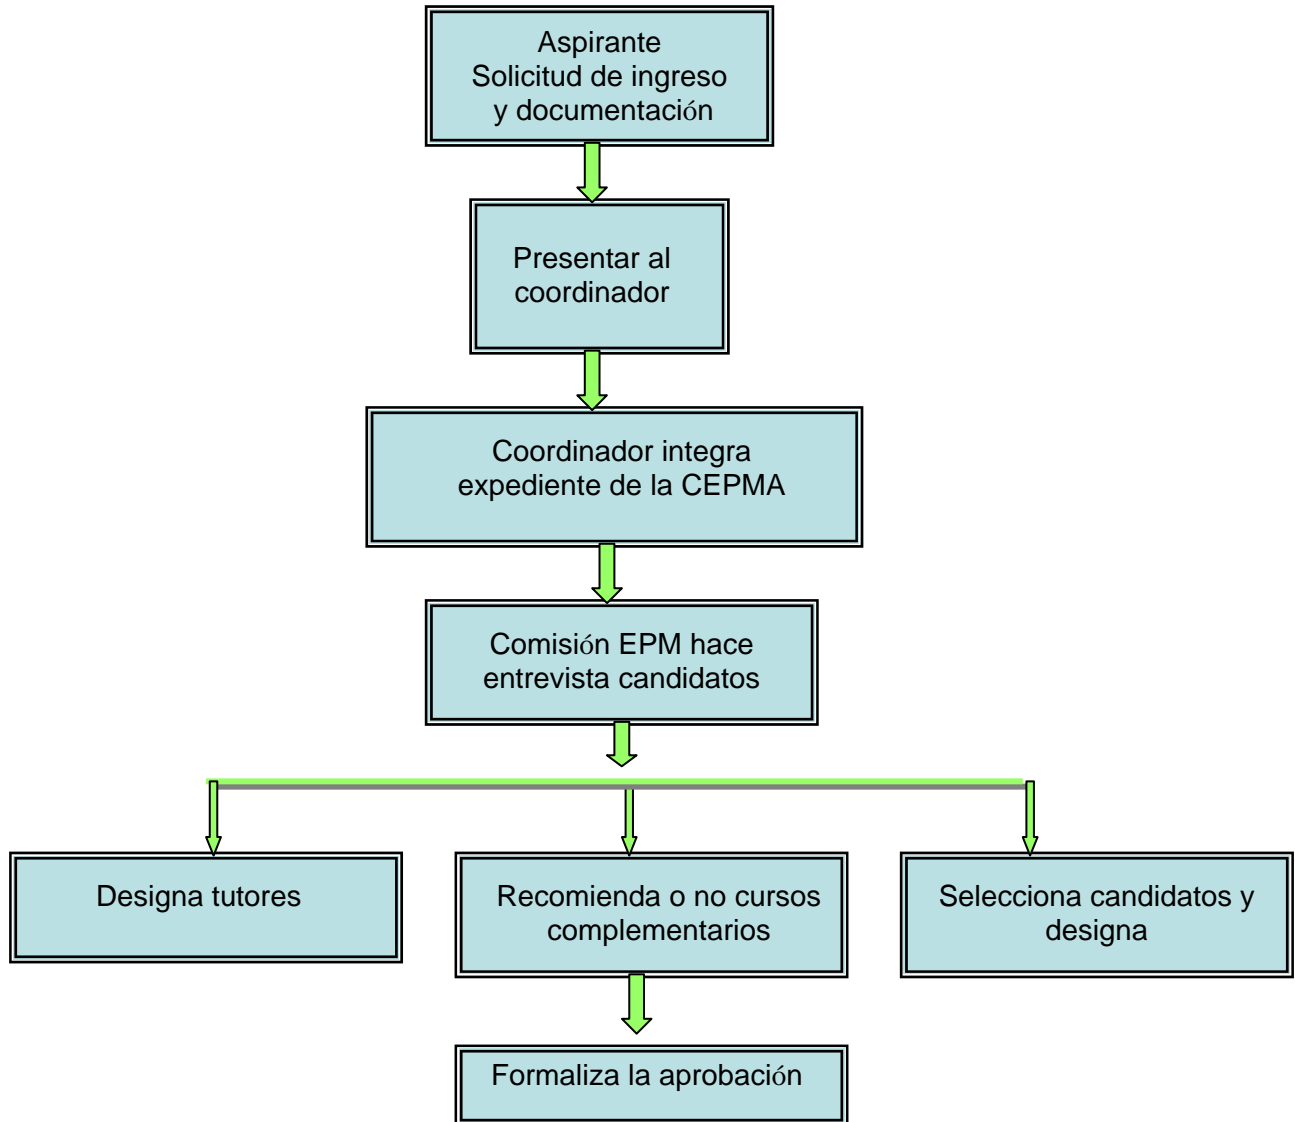 Aspirante
Solicitud de ingreso
y documentación
Presentar al
coordinador
Coordinador integra
expediente de la CEPMA
Comisión EPM hace
entrevista candidatos
Designa tutores
Recomienda o no cursos
complementarios
Selecciona candidatos y
designa
Formaliza la aprobación